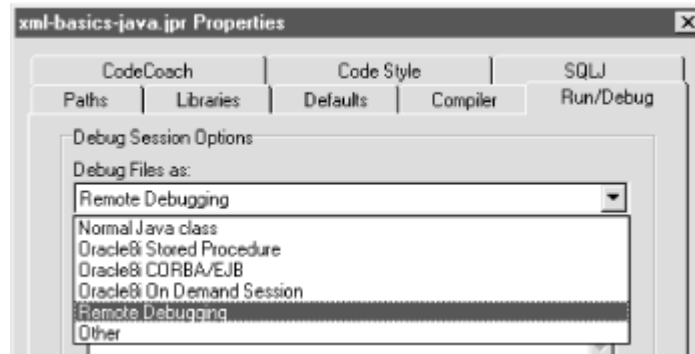 xml-basics-java.jpr Properties
CodeCoach Code Style SQLJ
Paths Libraries Defaults Compiler Run/Debug
Debug Session Options
Debug Files as:
Remote Debugging
Normal Java class
Oracle8i Stored Procedure
Oracle8i CORBA/EJB
Oracle8i On Demand Session
Remote Debugging
Other